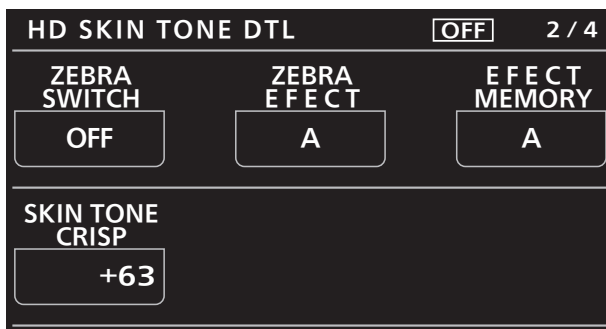 HD SKIN TONE DTL OFF 2/4
ZEBRA SWITCH
OFF
ZEBRA EFECT
A
EFECT MEMORY
A
SKIN TONE CRISP
+63